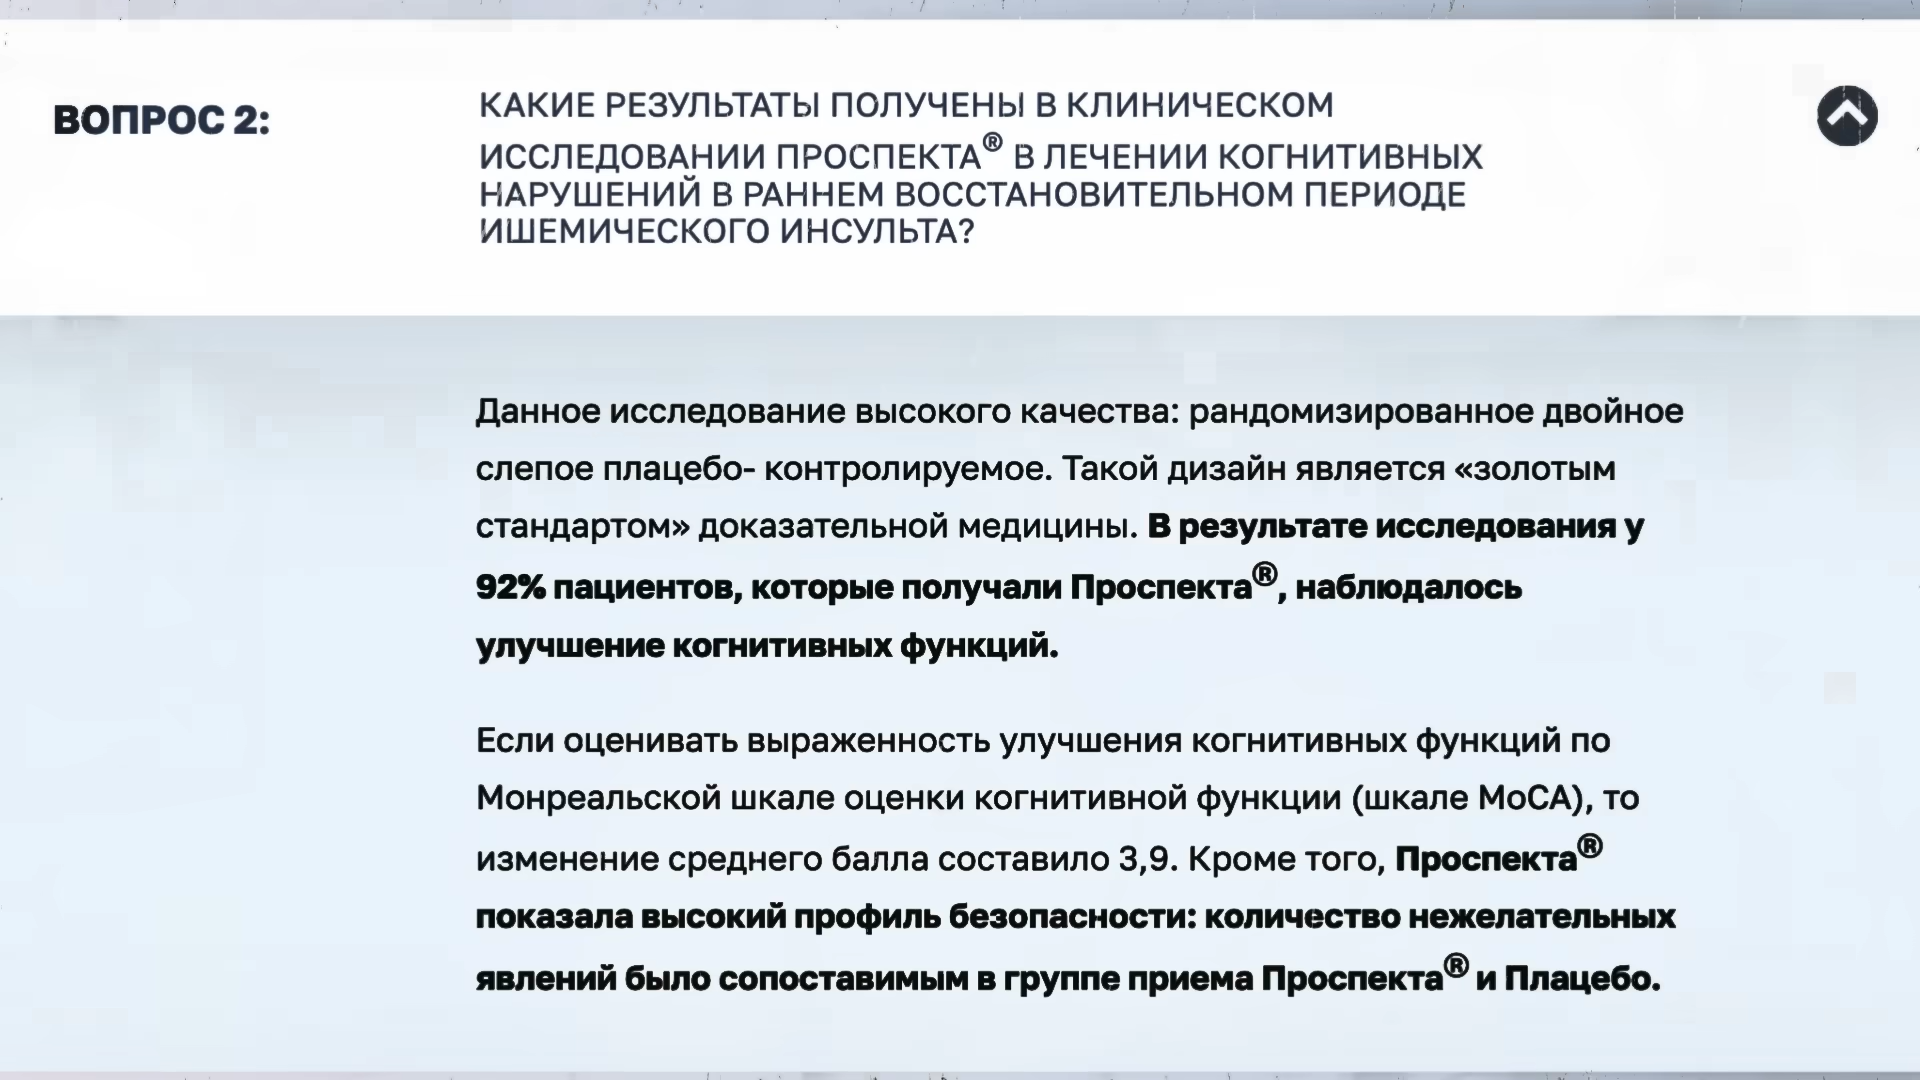 ВОПРОС 2:
КАКИЕ РЕЗУЛЬТАТЫ ПОЛУЧЕНЫ В КЛИНИЧЕСКОМ
ИССЛЕДОВАНИИ ПРОСПЕКТА® В ЛЕЧЕНИИ КОГНИТИВНЫХ
НАРУШЕНИЙ В РАННЕМ ВОССТАНОВИТЕЛЬНОМ ПЕРИОДЕ
ИШЕМИЧЕСКОГО ИНСУЛЬТА?
Данное исследование высокого качества: рандомизированное двойное
слепое плацебо- контролируемое. Такой дизайн является «золотым
стандартом» доказательной медицины. В результате исследования у
92% пациентов, которые получали Проспекта®, наблюдалось
улучшение когнитивных функций.
Если оценивать выраженность улучшения когнитивных функций по
Монреальской шкале оценки когнитивной функции (шкале МоСА), то
изменение среднего балла составило 3,9. Кроме того, Проспекта®
показала высокий профиль безопасности: количество нежелательных
явлений было сопоставимым в группе приема Проспекта® и Плацебо.